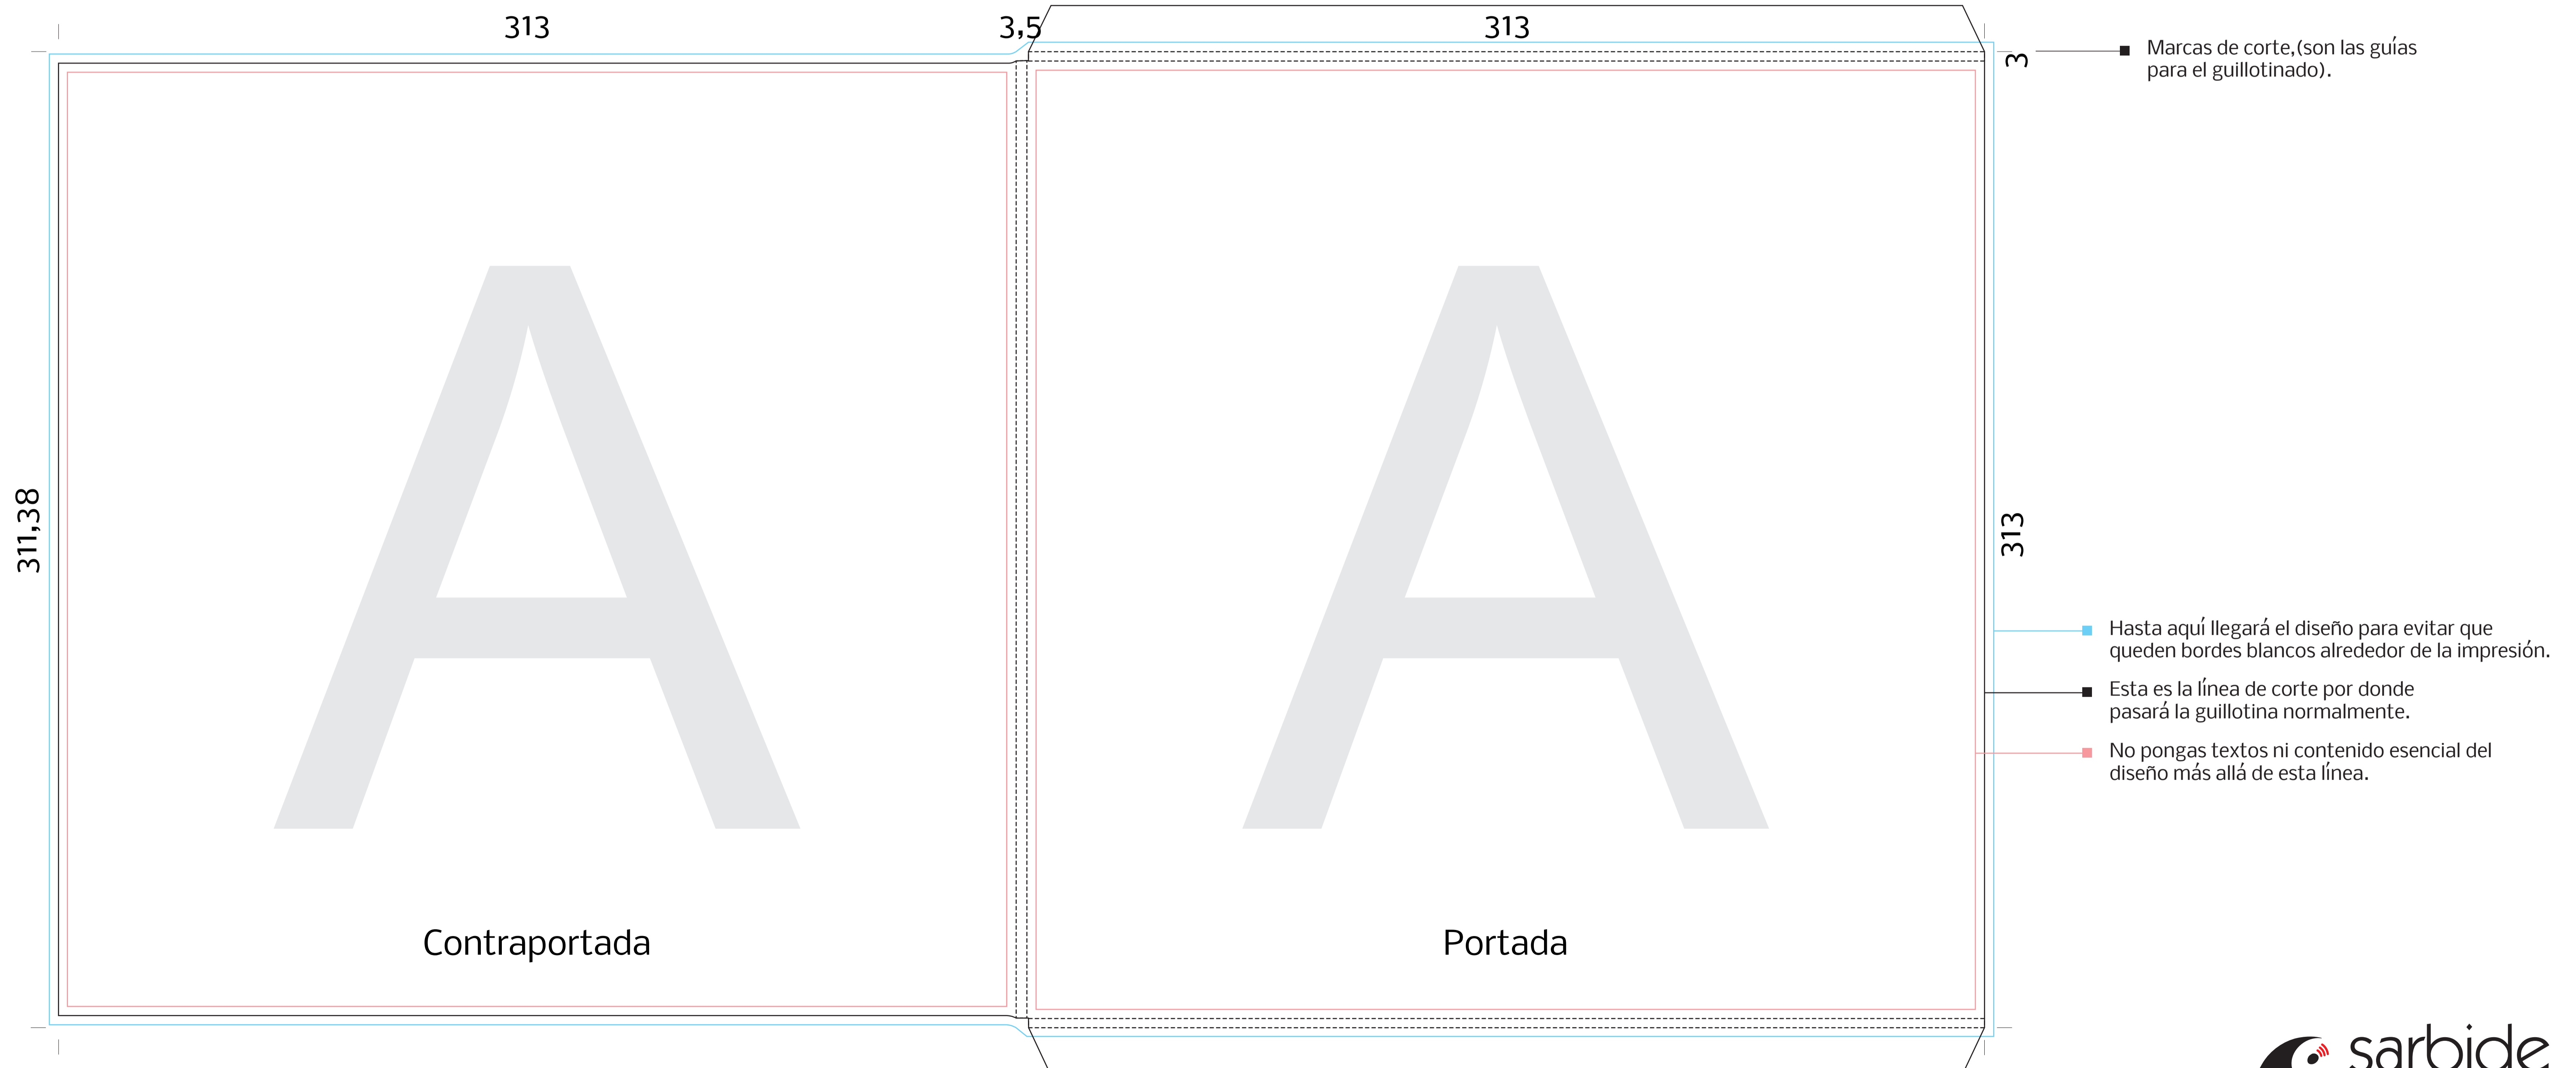 313
3,5
313
3
Marcas de corte,(son las guías
para el guillotinado).
A
A
311,38
313
Hasta aquí llegará el diseño para evitar que
queden bordes blancos alrededor de la impresión.
Esta es la línea de corte por donde
pasará la guillotina normalmente.
No pongas textos ni contenido esencial del
diseño más allá de esta línea.
Contraportada
Portada
sarbide